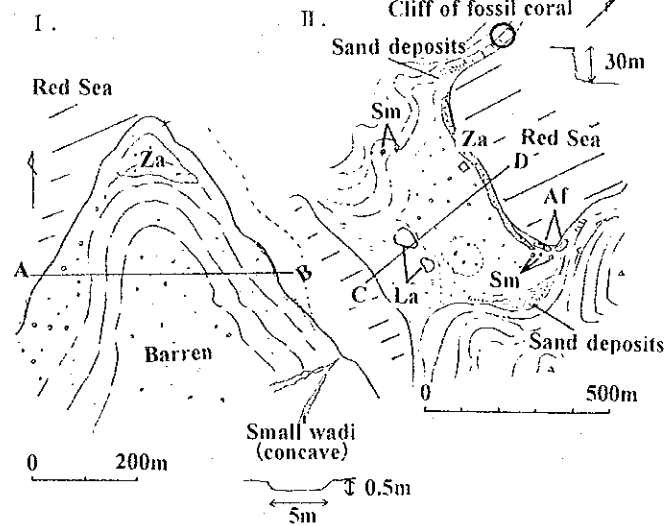 I.
II.
Cliff of fossil coral
Sand deposits
30m
Red Sea
Sm
Za
Za
Red Sea
D
Af
A
B
C
La
Sm
Barren
Sand deposits
Small wadi
(concave)
0
500m
0
200m
0.5m
5m